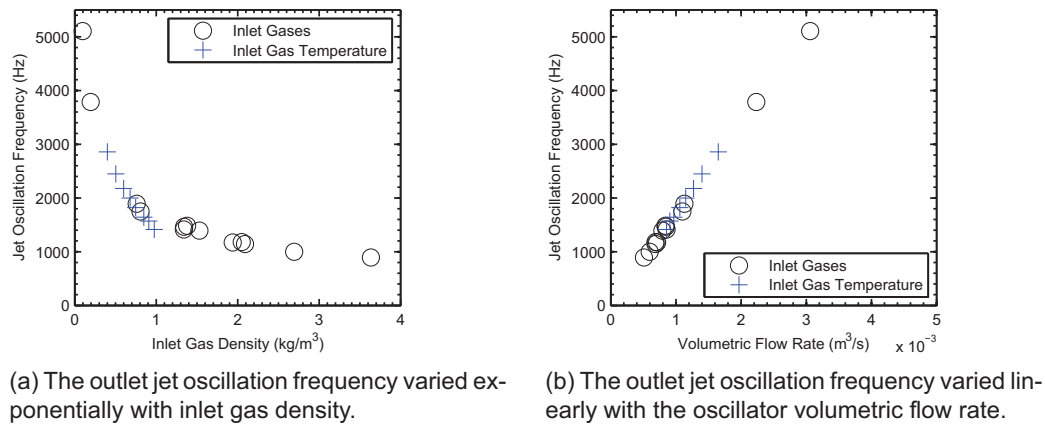 Jet Oscillation Frequency (Hz)
5000
4000
3000
2000
1000
0
0 1 2 3 4
Inlet Gas Density (kg/m³)
Inlet Gases
Inlet Gas Temperature
Jet Oscillation Frequency (Hz)
5000
4000
3000
2000
1000
0
0 1 2 3 4 5
Volumetric Flow Rate (m³/s) x 10⁻³
Inlet Gases
Inlet Gas Temperature
(a) The outlet jet oscillation frequency varied ex-
ponentially with inlet gas density.
(b) The outlet jet oscillation frequency varied lin-
early with the oscillator volumetric flow rate.